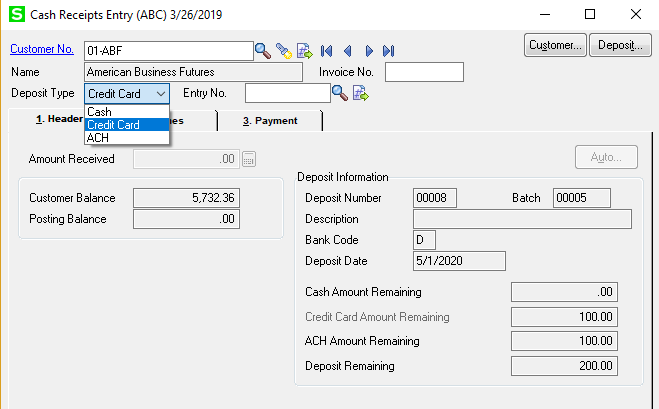 S Cash Receipts Entry (ABC) 3/26/2019
Customer No. 01-ABF Customer... Deposit...
Name American Business Futures Invoice No.
Deposit Type Credit Card Entry No.
Cash
Credit Card
ACH
1. Header nes 3. Payment
Amount Received .00 Auto...
Customer Balance 5,732.36
Posting Balance .00
Deposit Information
Deposit Number 00008 Batch 00005
Description
Bank Code D
Deposit Date 5/1/2020
Cash Amount Remaining .00
Credit Card Amount Remaining 100.00
ACH Amount Remaining 100.00
Deposit Remaining 200.00